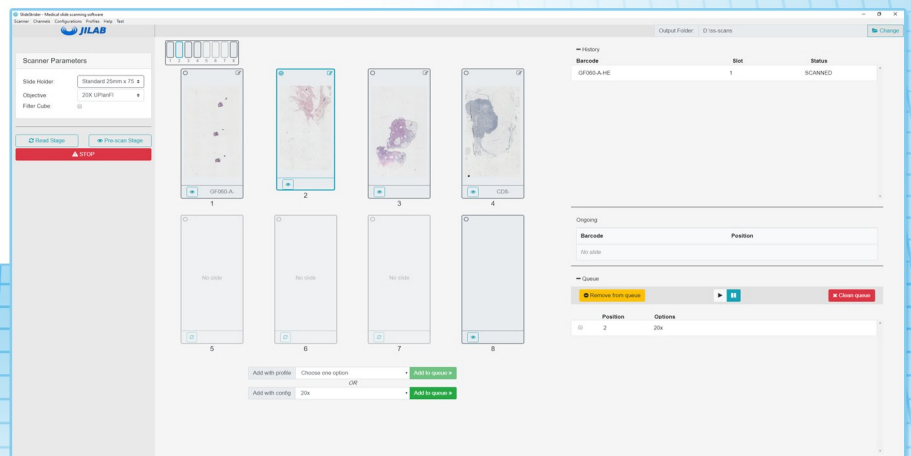 SlideStrider - Medical slide scanning software
Scanner Channels Configurations Profiles Help Test
JILAB
Output Folder: D:\ss-scans
Change
Scanner Parameters
Slide Holder: Standard 25mm x 75
Objective: 20X UPlanFl
Filter Cube:
Read Stage
Pre scan Stage
STOP
1 2 3 4 5 6 7 8
GF060-A-
CD8-
1 2 3 4
No slide
No slide
No slide
5 6 7 8
Add with profile Choose one option Add to queue »
OR
Add with config 20x Add to queue »
History
Barcode Slot Status
GF060-A-HE 1 SCANNED
Ongoing
Barcode Position
No slide
Queue
Remove from queue
Clean queue
Position Options
2 20x